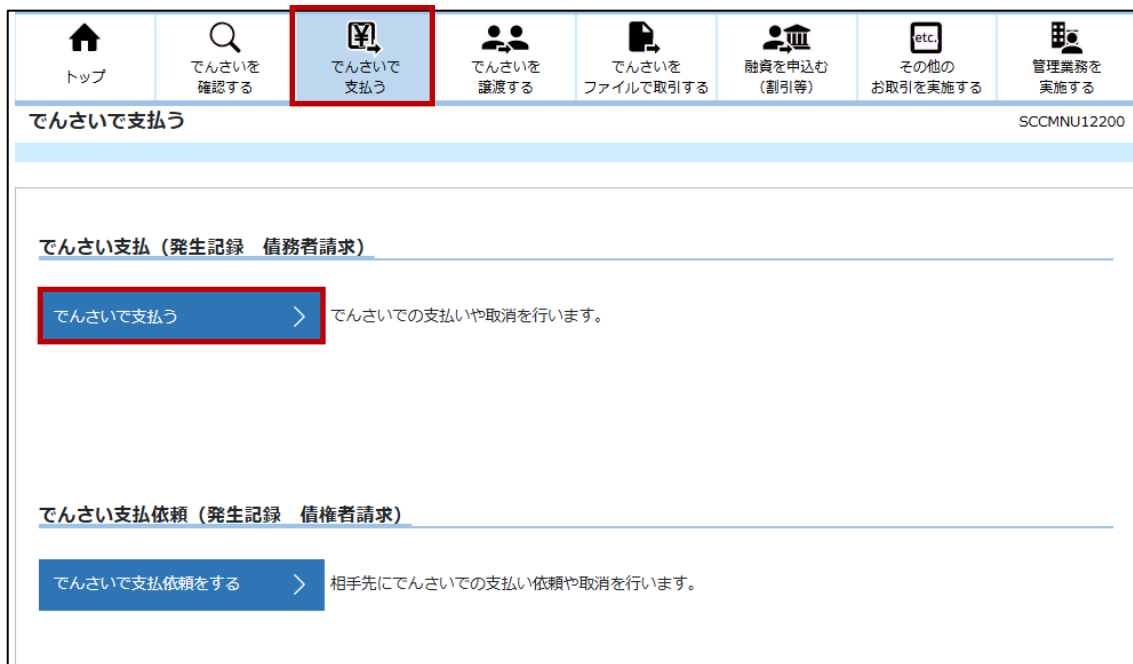 トップ
でんさいを
確認する
でんさいで
支払う
でんさいを
譲渡する
でんさいを
ファイルで取引する
融資を申込む
（割引等）
etc.
その他の
お取引を実施する
管理業務を
実施する
でんさいで支払う
SCCMNU12200
でんさい支払（発生記録　債務者請求）
でんさいで支払う
でんさいでの支払いや取消を行います。
でんさい支払依頼（発生記録　債権者請求）
でんさいで支払依頼をする
相手先にでんさいでの支払い依頼や取消を行います。